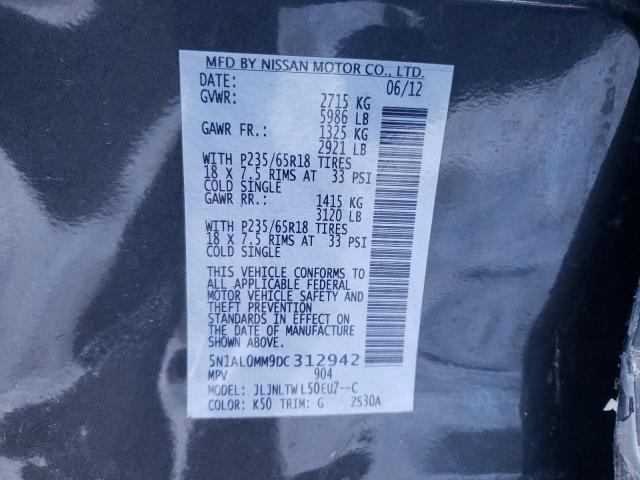 MFD BY NISSAN MOTOR CO., LTD.
DATE: 06/12
GVWR: 2715 KG
5986 LB
GAWR FR.: 1325 KG
2921 LB
WITH P235/65R18 TIRES
18 X 7.5 RIMS AT 33 PSI
COLD SINGLE
GAWR RR.: 1415 KG
3120 LB
WITH P235/65R18 TIRES
18 X 7.5 RIMS AT 33 PSI
COLD SINGLE
THIS VEHICLE CONFORMS TO
ALL APPLICABLE FEDERAL
MOTOR VEHICLE SAFETY AND
THEFT PREVENTION
STANDARDS IN EFFECT ON
THE DATE OF MANUFACTURE
SHOWN ABOVE.
5N1AL0MM9DC312942
MPV 904
MODEL: JLJNLTWL50EUZ--C
COLOR: K50 TRIM: G ZS30A